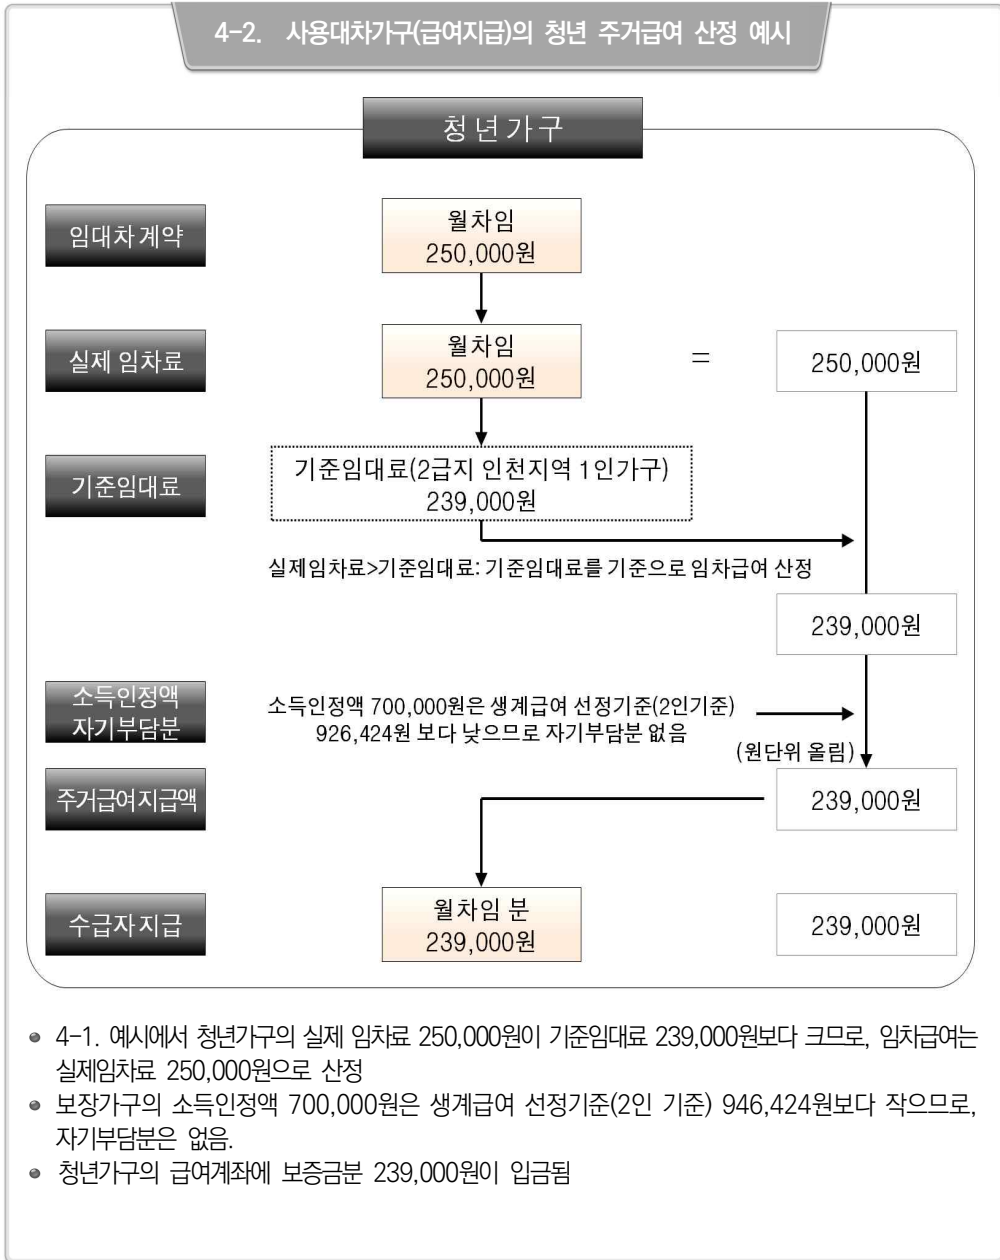 4-2. 사용대차가구(급여지급)의 청년 주거급여 산정 예시
청년가구
임대차계약
월차임
250,000원
실제 임차료
월차임
250,000원
=
250,000원
기준임대료
기준임대료(2급지 인천지역 1인가구)
239,000원
실제임차료>기준임대료: 기준임대료를 기준으로 임차급여 산정
239,000원
소득인정액
자기부담분
소득인정액 700,000원은 생계급여 선정기준(2인기준)
926,424원 보다 낮으므로 자기부담분 없음
(원단위 올림)
주거급여지급액
239,000원
수급자지급
월차임 분
239,000원
239,000원
4-1. 예시에서 청년가구의 실제 임차료 250,000원이 기준임대료 239,000원보다 크므로, 임차급여는
실제임차료 250,000원으로 산정
보장가구의 소득인정액 700,000원은 생계급여 선정기준(2인 기준) 946,424원보다 작으므로,
자기부담분은 없음.
청년가구의 급여계좌에 보증금분 239,000원이 입금됨